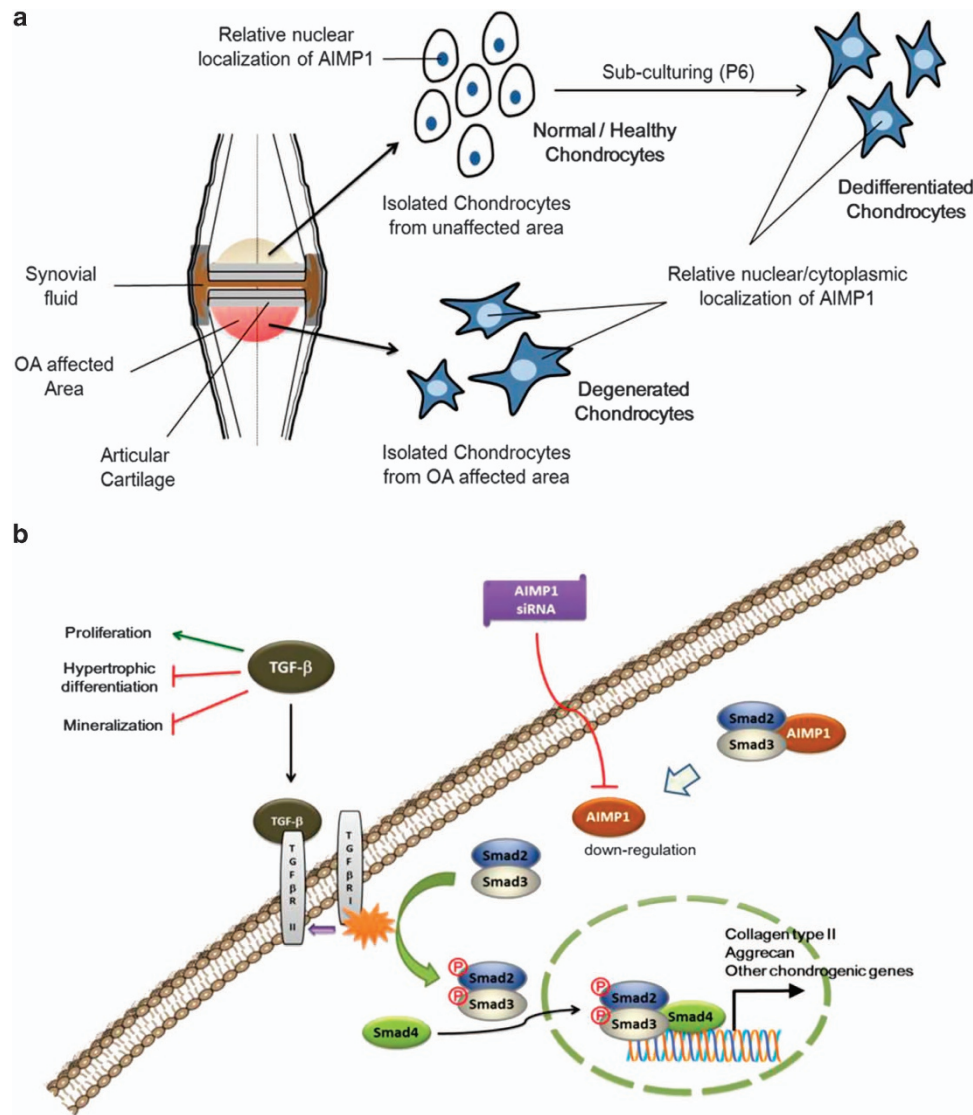 a
Relative nuclear
localization of AIMP1
Sub-culturing (P6)
Normal / Healthy
Chondrocytes
Dedifferentiated
Chondrocytes
Isolated Chondrocytes
from unaffected area
Synovial
fluid
Relative nuclear/cytoplasmic
localization of AIMP1
OA affected
Area
Degenerated
Chondrocytes
Articular
Cartilage
Isolated Chondrocytes
from OA affected area
b
AIMP1
siRNA
Proliferation
TGF-β
Hypertrophic
differentiation
Mineralization
Smad2
Smad3
AIMP1
TGF-β
TGFβR II
TGFβR I
AIMP1
down-regulation
Smad2
Smad3
Collagen type II
Aggrecan
Other chondrogenic genes
P
Smad2
P
Smad3
Smad4
P
Smad2
P
Smad3
Smad4